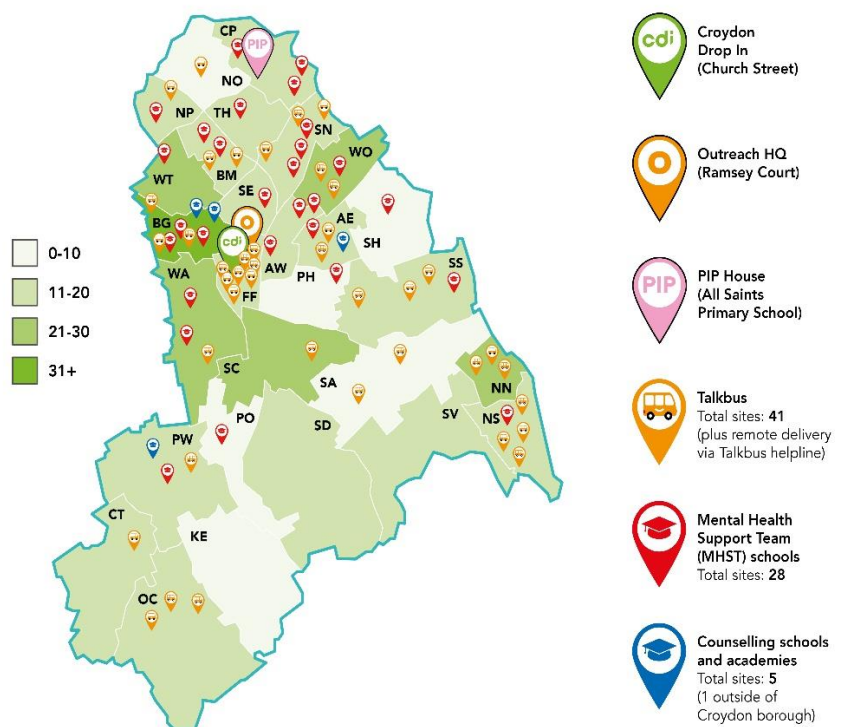 CP
PIP
NO
NP
TH
SN
WO
BM
WT
SE
BG
AE
SH
O
cdi
AW
WA
PH
SS
FF
SC
SA
NN
PO
SD
SV
NS
PW
CT
KE
OC
0-10
11-20
21-30
31+
cdi
Croydon
Drop In
(Church Street)
O
Outreach HQ
(Ramsey Court)
PIP
PIP House
(All Saints
Primary School)
Talkbus
Total sites: 41
(plus remote delivery
via Talkbus helpline)
Mental Health
Support Team
(MHST) schools
Total sites: 28
Counselling schools
and academies
Total sites: 5
(1 outside of
Croydon borough)